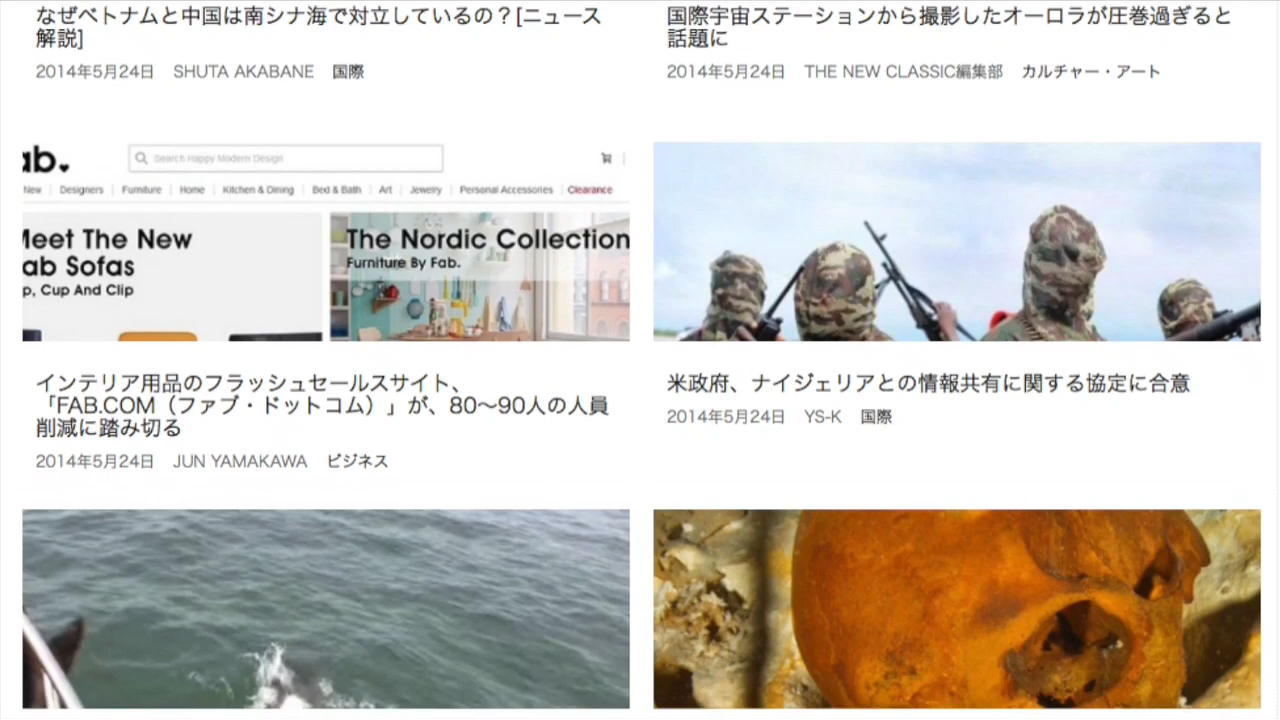 なぜベトナムと中国は南シナ海で対立しているの？[ニュース
解説]
2014年5月24日 SHUTA AKABANE 国際
国際宇宙ステーションから撮影したオーロラが圧巻過ぎると
話題に
2014年5月24日 THE NEW CLASSIC編集部 カルチャー・アート
ab.
Search Happy Modern Design
New Designers Furniture Home Kitchen & Dining Bed & Bath Art Jewelry Personal Accessories Clearance
Meet The New
ab Sofas
p, Cup And Clip
The Nordic Collection
Furniture By Fab.
インテリア用品のフラッシュセールスサイト、
「FAB.COM（ファブ・ドットコム）」が、80〜90人の人員
削減に踏み切る
2014年5月24日 JUN YAMAKAWA ビジネス
米政府、ナイジェリアとの情報共有に関する協定に合意
2014年5月24日 YS-K 国際